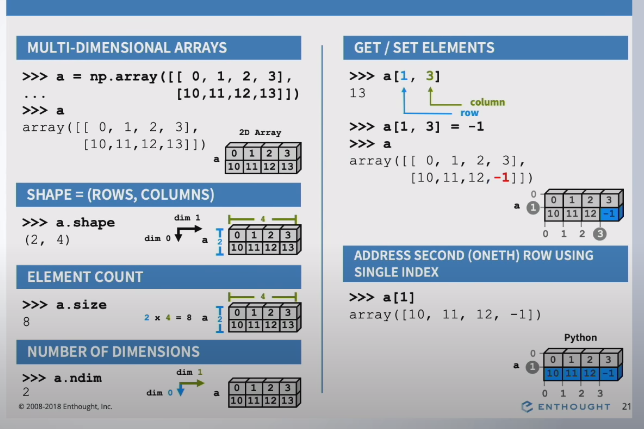 MULTI-DIMENSIONAL ARRAYS
>>> a = np.array([[ 0, 1, 2, 3],
... [10,11,12,13]])
>>> a
array([[ 0, 1, 2, 3],
[10,11,12,13]])
2D Array
a
0 1 2 3
10 11 12 13
SHAPE = (ROWS, COLUMNS)
>>> a.shape
(2, 4)
dim 1
dim 0
4
a 2
0 1 2 3
10 11 12 13
ELEMENT COUNT
>>> a.size
8
2 x 4 = 8
4
a 2
0 1 2 3
10 11 12 13
NUMBER OF DIMENSIONS
>>> a.ndim
2
dim 1
dim 0
a
0 1 2 3
10 11 12 13
© 2008-2018 Enthought, Inc.
GET / SET ELEMENTS
>>> a[1, 3]
13
column
row
>>> a[1, 3] = -1
>>> a
array([[ 0, 1, 2, 3],
[10,11,12,-1]])
0
a 1
0 1 2 3
10 11 12 -1
0 1 2 3
ADDRESS SECOND (ONETH) ROW USING
SINGLE INDEX
>>> a[1]
array([10, 11, 12, -1])
Python
0
a 1
0 1 2 3
10 11 12 -1
0 1 2 3
ENTHOUGHT 21